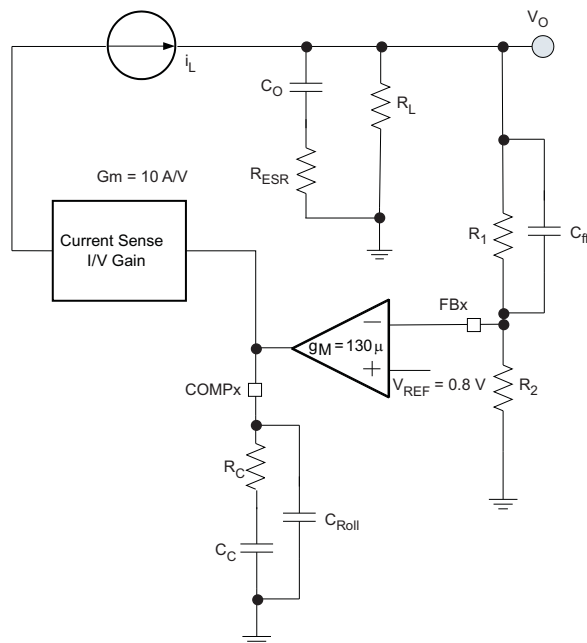 V_O
i_L
C_O
R_L
R_ESR
Gm = 10 A/V
Current Sense
I/V Gain
R_1
C_ff
FBx
g_M = 130 µ
−
+
V_REF = 0.8 V
R_2
COMPx
R_C
C_Roll
C_C